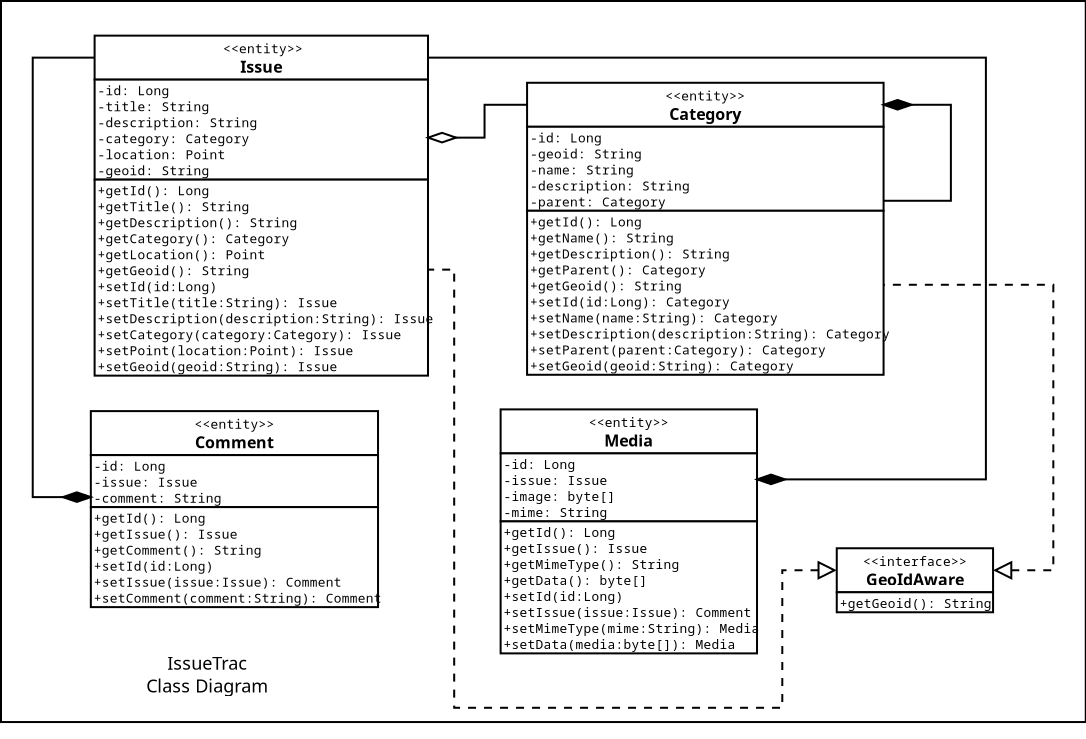 <<entity>>
Issue
-id: Long
-title: String
-description: String
-category: Category
-location: Point
-geoid: String
+getId(): Long
+getTitle(): String
+getDescription(): String
+getCategory(): Category
+getLocation(): Point
+getGeoid(): String
+setId(id:Long)
+setTitle(title:String): Issue
+setDescription(description:String): Issue
+setCategory(category:Category): Issue
+setPoint(location:Point): Issue
+setGeoid(geoid:String): Issue
<<entity>>
Category
-id: Long
-geoid: String
-name: String
-description: String
-parent: Category
+getId(): Long
+getName(): String
+getDescription(): String
+getParent(): Category
+getGeoid(): String
+setId(id:Long): Category
+setName(name:String): Category
+setDescription(description:String): Category
+setParent(parent:Category): Category
+setGeoid(geoid:String): Category
<<entity>>
Comment
-id: Long
-issue: Issue
-comment: String
+getId(): Long
+getIssue(): Issue
+getComment(): String
+setId(id:Long)
+setIssue(issue:Issue): Comment
+setComment(comment:String): Comment
<<entity>>
Media
-id: Long
-issue: Issue
-image: byte[]
-mime: String
+getId(): Long
+getIssue(): Issue
+getMimeType(): String
+getData(): byte[]
+setId(id:Long)
+setIssue(issue:Issue): Comment
+setMimeType(mime:String): Media
+setData(media:byte[]): Media
<<interface>>
GeoIdAware
+getGeoid(): String
IssueTrac
Class Diagram